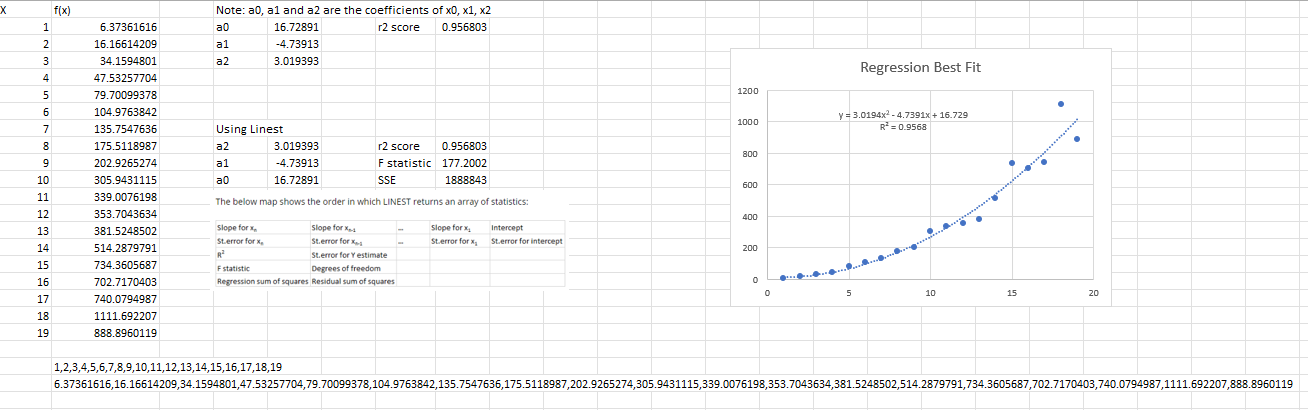 X f(x) Note: a0, a1 and a2 are the coefficients of x0, x1, x2
1 6.37361616 a0 16.72891 r2 score 0.956803
2 16.16614209 a1 -4.73913
3 34.1594801 a2 3.019393
4 47.53257704
5 79.70099378
6 104.9763842
7 135.7547636 Using Linest
8 175.5118987 a2 3.019393 r2 score 0.956803
9 202.9265274 a1 -4.73913 F statistic 177.2002
10 305.9431115 a0 16.72891 SSE 1888843
11 339.0076198
12 353.7043634
13 381.5248502
14 514.2879791
15 734.3605687
16 702.7170403
17 740.0794987
18 1111.692207
19 888.8960119
The below map shows the order in which LINEST returns an array of statistics:
Slope for xₙ Slope for xₙ₋₁ ... Slope for x₁ Intercept
St.error for xₙ St.error for xₙ₋₁ ... St.error for x₁ St.error for intercept
R² St.error for Y estimate
F statistic Degrees of freedom
Regression sum of squares Residual sum of squares
Regression Best Fit
y = 3.0194x² - 4.7391x + 16.729
R² = 0.9568
1200
1000
800
600
400
200
0
0 5 10 15 20
1,2,3,4,5,6,7,8,9,10,11,12,13,14,15,16,17,18,19
6.37361616,16.16614209,34.1594801,47.53257704,79.70099378,104.9763842,135.7547636,175.5118987,202.9265274,305.9431115,339.0076198,353.7043634,381.5248502,514.2879791,734.3605687,702.7170403,740.0794987,1111.692207,888.8960119